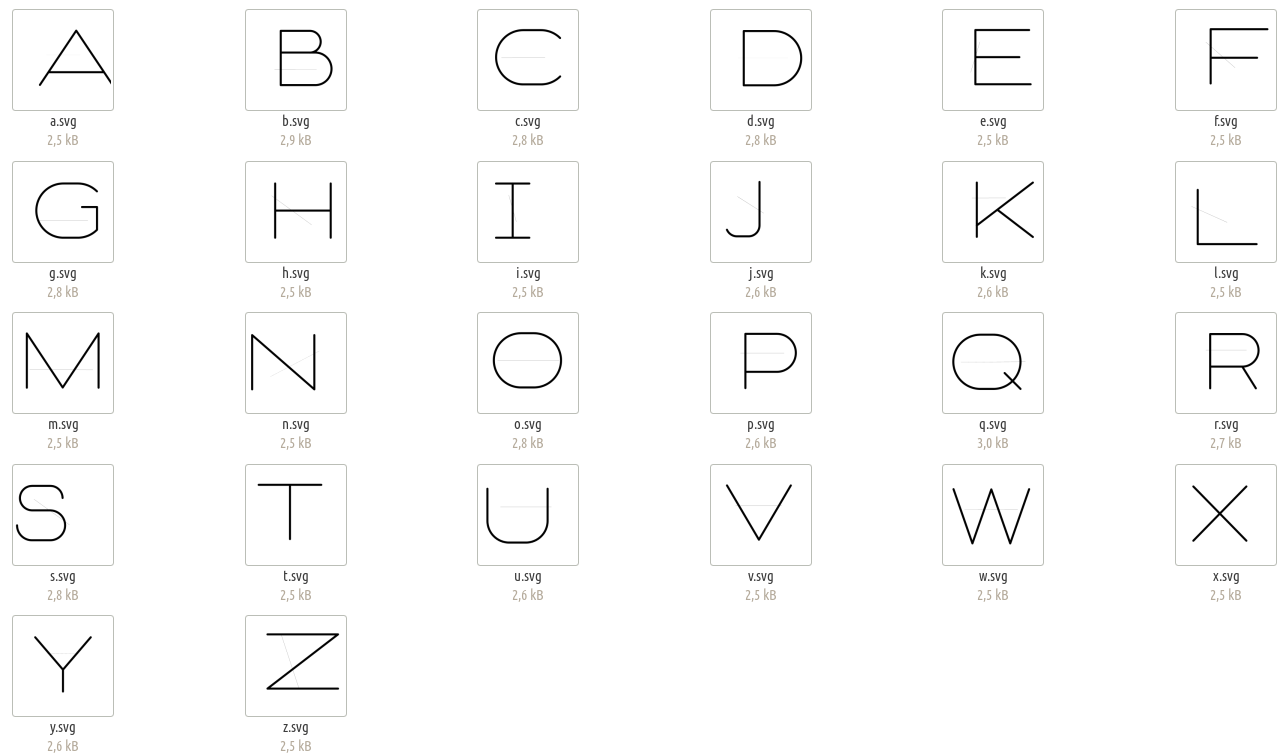 A B C D E F
a.svg b.svg c.svg d.svg e.svg f.svg
2,5 kB 2,9 kB 2,8 kB 2,8 kB 2,5 kB 2,5 kB
G H I J K L
g.svg h.svg i.svg j.svg k.svg l.svg
2,8 kB 2,5 kB 2,5 kB 2,6 kB 2,6 kB 2,5 kB
M N O P Q R
m.svg n.svg o.svg p.svg q.svg r.svg
2,5 kB 2,5 kB 2,8 kB 2,6 kB 3,0 kB 2,7 kB
S T U V W X
s.svg t.svg u.svg v.svg w.svg x.svg
2,8 kB 2,5 kB 2,6 kB 2,5 kB 2,5 kB 2,5 kB
Y Z
y.svg z.svg
2,6 kB 2,5 kB